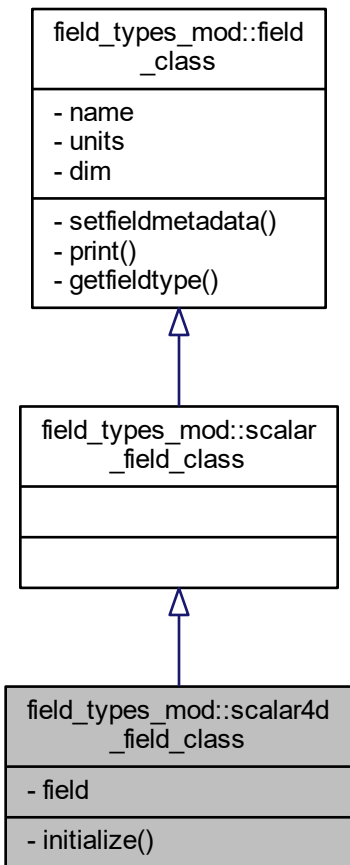 field_types_mod::field
_class
- name
- units
- dim
- setfieldmetadata()
- print()
- getfieldtype()
field_types_mod::scalar
_field_class
field_types_mod::scalar4d
_field_class
- field
- initialize()